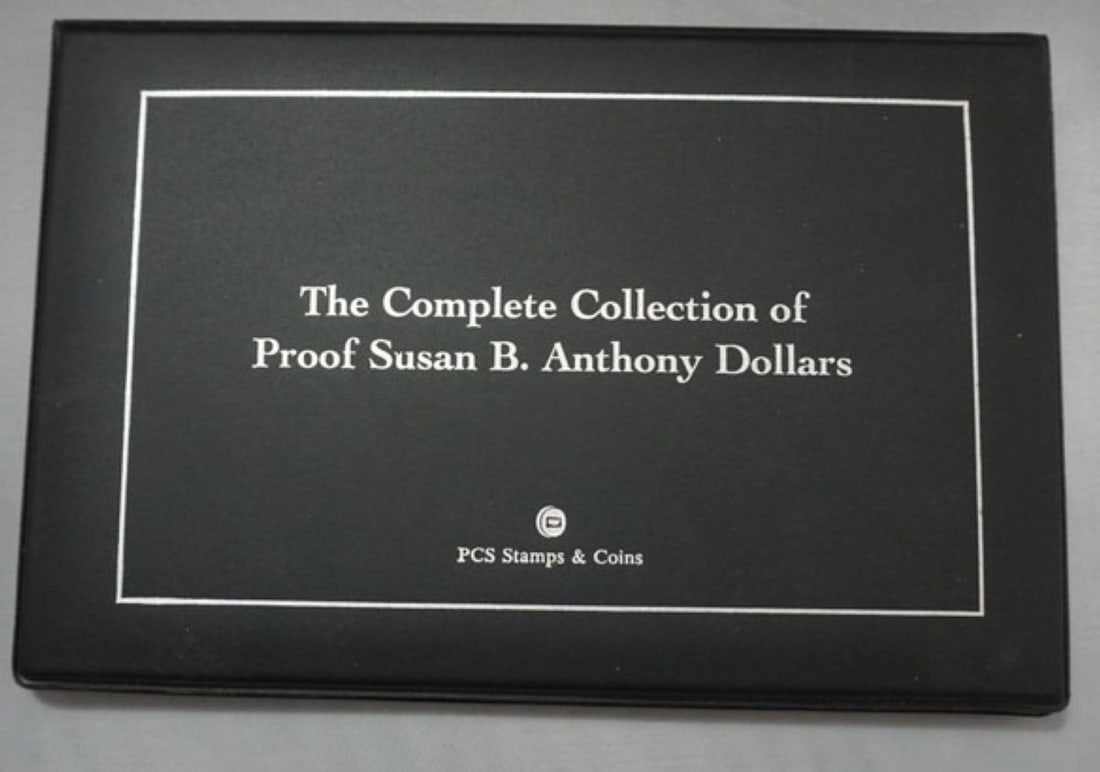 The Complete Collection of
Proof Susan B. Anthony Dollars
PCS Stamps & Coins